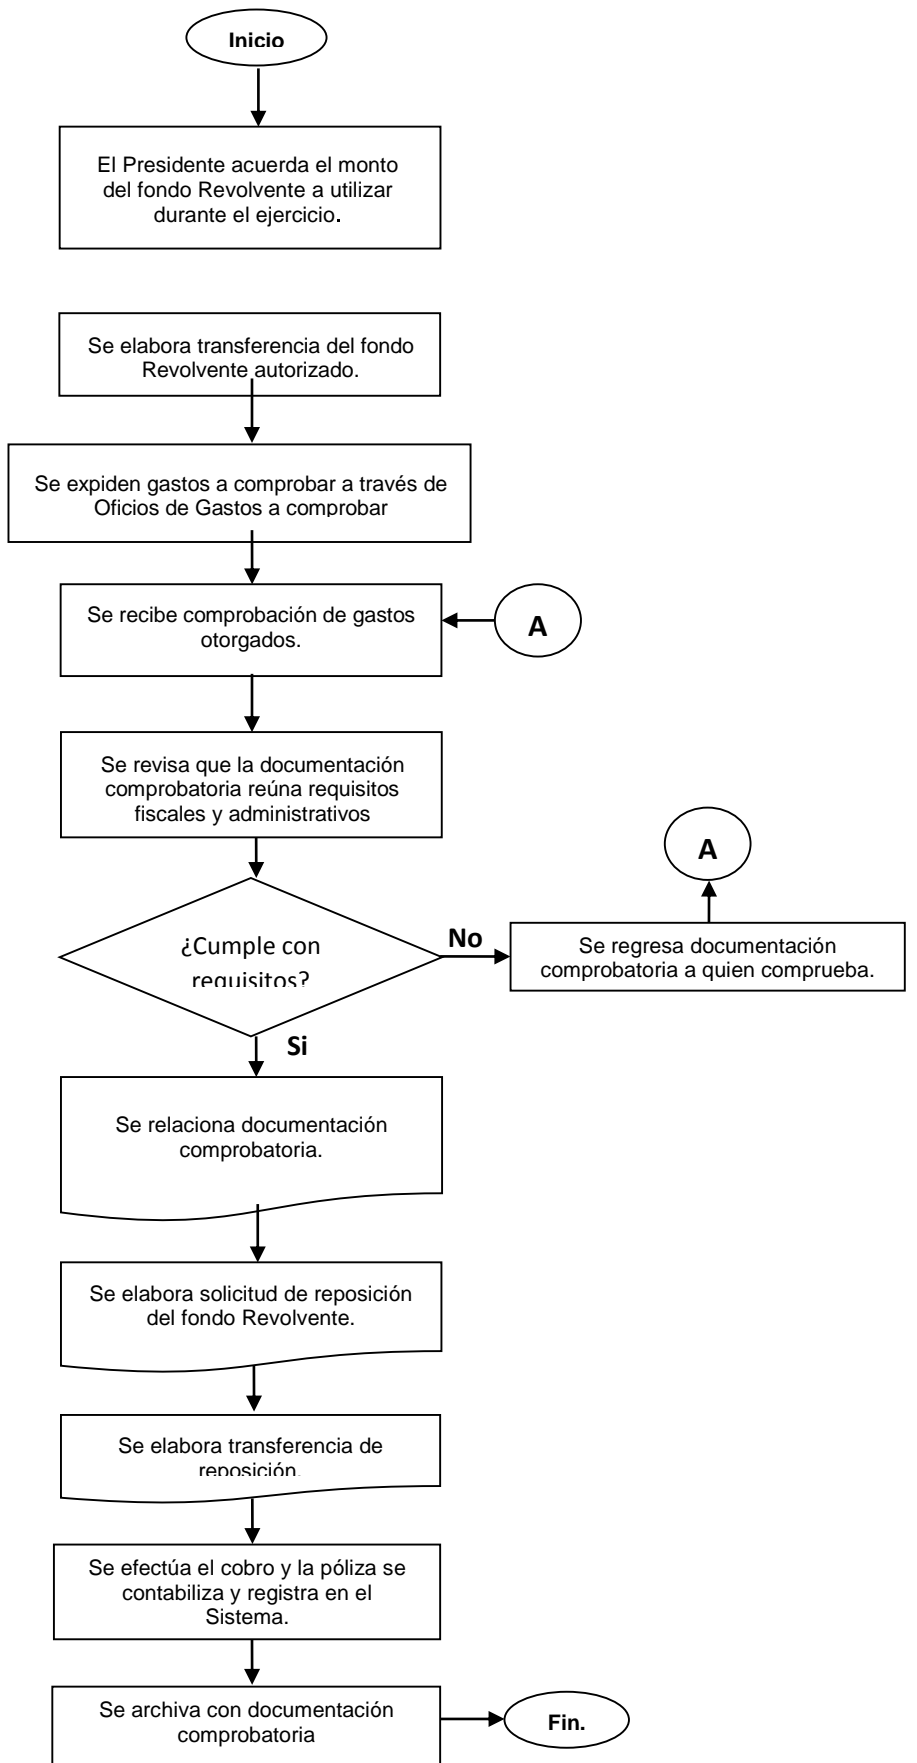 Inicio
El Presidente acuerda el monto
del fondo Revolvente a utilizar
durante el ejercicio.
Se elabora transferencia del fondo
Revolvente autorizado.
Se expiden gastos a comprobar a través de
Oficios de Gastos a comprobar
Se recibe comprobación de gastos
otorgados.
A
Se revisa que la documentación
comprobatoria reúna requisitos
fiscales y administrativos
A
¿Cumple con
requisitos?
No
Se regresa documentación
comprobatoria a quien comprueba.
Si
Se relaciona documentación
comprobatoria.
Se elabora solicitud de reposición
del fondo Revolvente.
Se elabora transferencia de
reposición.
Se efectúa el cobro y la póliza se
contabiliza y registra en el
Sistema.
Se archiva con documentación
comprobatoria
Fin.